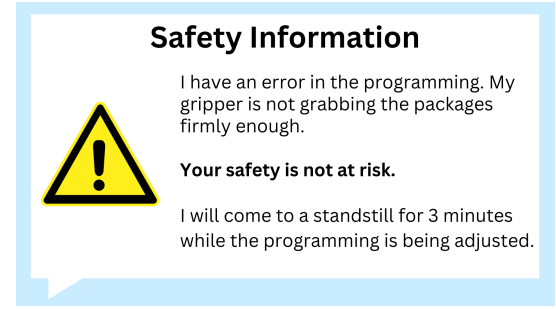 Safety Information
I have an error in the programming. My
gripper is not grabbing the packages
firmly enough.
Your safety is not at risk.
I will come to a standstill for 3 minutes
while the programming is being adjusted.